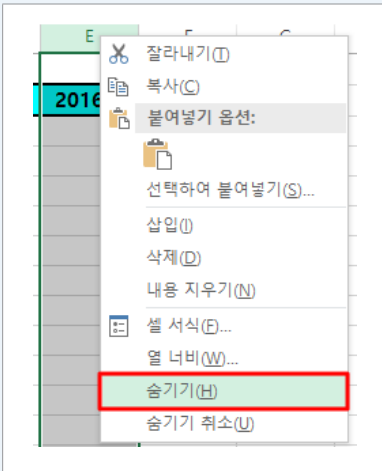 E
잘라내기(T)
복사(C)
2016
붙여넣기 옵션:
선택하여 붙여넣기(S)...
삽입(I)
삭제(D)
내용 지우기(N)
셀 서식(F)...
열 너비(W)...
숨기기(H)
숨기기 취소(U)